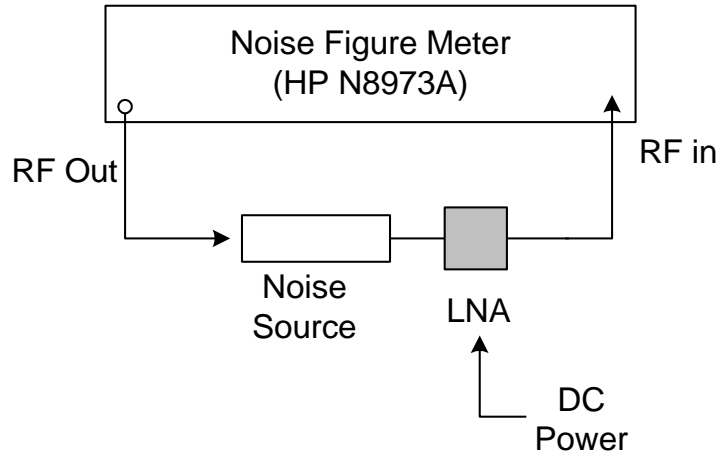 Noise Figure Meter
(HP N8973A)
RF Out
RF in
Noise
Source
LNA
DC
Power